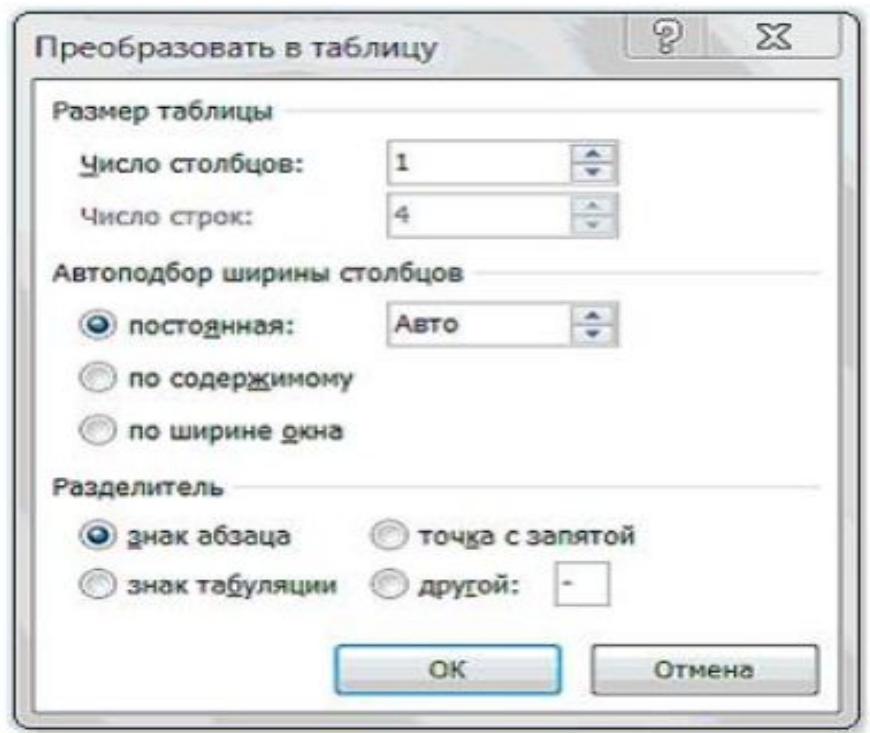 Преобразовать в таблицу
Размер таблицы
Число столбцов: 1
Число строк: 4
Автоподбор ширины столбцов
постоянная: Авто
по содержимому
по ширине окна
Разделитель
знак абзаца точка с запятой
знак табуляции другой: -
ОК Отмена